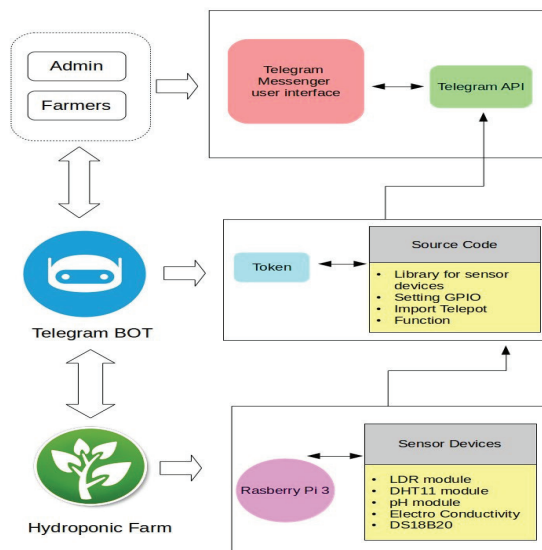 Admin
Farmers
Telegram
Messenger
user interface
Telegram API
Telegram BOT
Token
Source Code
• Library for sensor
devices
• Setting GPIO
• Import Telepot
• Function
Hydroponic Farm
Rasberry Pi 3
Sensor Devices
• LDR module
• DHT11 module
• pH module
• Electro Conductivity
• DS18B20